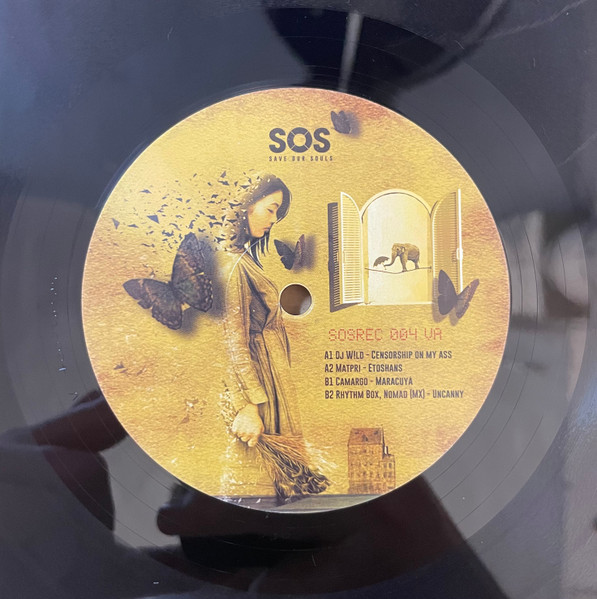 SOS
SAVE OUR SOULS
SOSREC 004 VA
A1 DJ W!LD - CENSORSHIP ON MY ASS
A2 MATPRI - ETOSHANS
B1 CAMARGO - MARACUYA
B2 RHYTHM BOX, NOMAD (MX) - UNCANNY